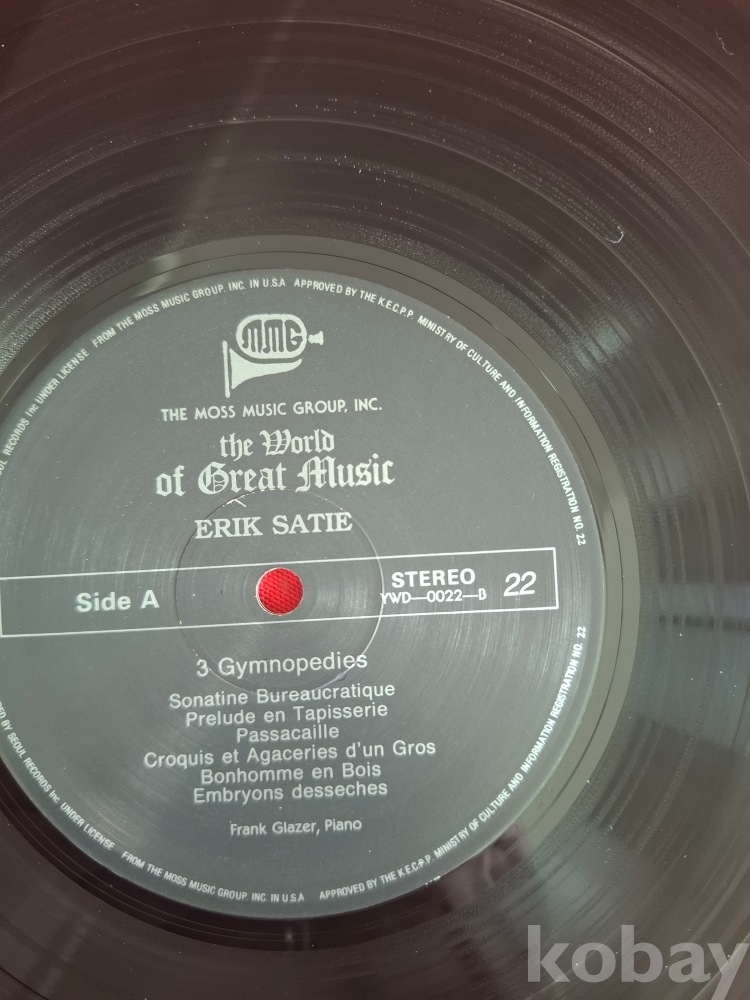 UL RECORDS Inc UNDER LICENSE FROM THE MOSS MUSIC GROUP. INC. IN U.S.A APPROVED BY THE K.E.C.P.P. MINISTRY OF CULTURE AND INFORMATION REGISTRATION NO. 22
MMG
THE MOSS MUSIC GROUP, INC.
the World
of Great Music
ERIK SATIE
Side A
STEREO
YWD—0022—B
22
3 Gymnopedies
Sonatine Bureaucratique
Prelude en Tapisserie
Passacaille
Croquis et Agaceries d'un Gros
Bonhomme en Bois
Embryons desseches
Frank Glazer, Piano
BY SEOUL RECORDS Inc. UNDER LICENSE FROM THE MOSS MUSIC GROUP. INC. IN U.S.A APPROVED BY THE K.E.C.P.P. MINISTRY OF CULTURE AND INFORMATION REGISTRATION NO. 22
kobay